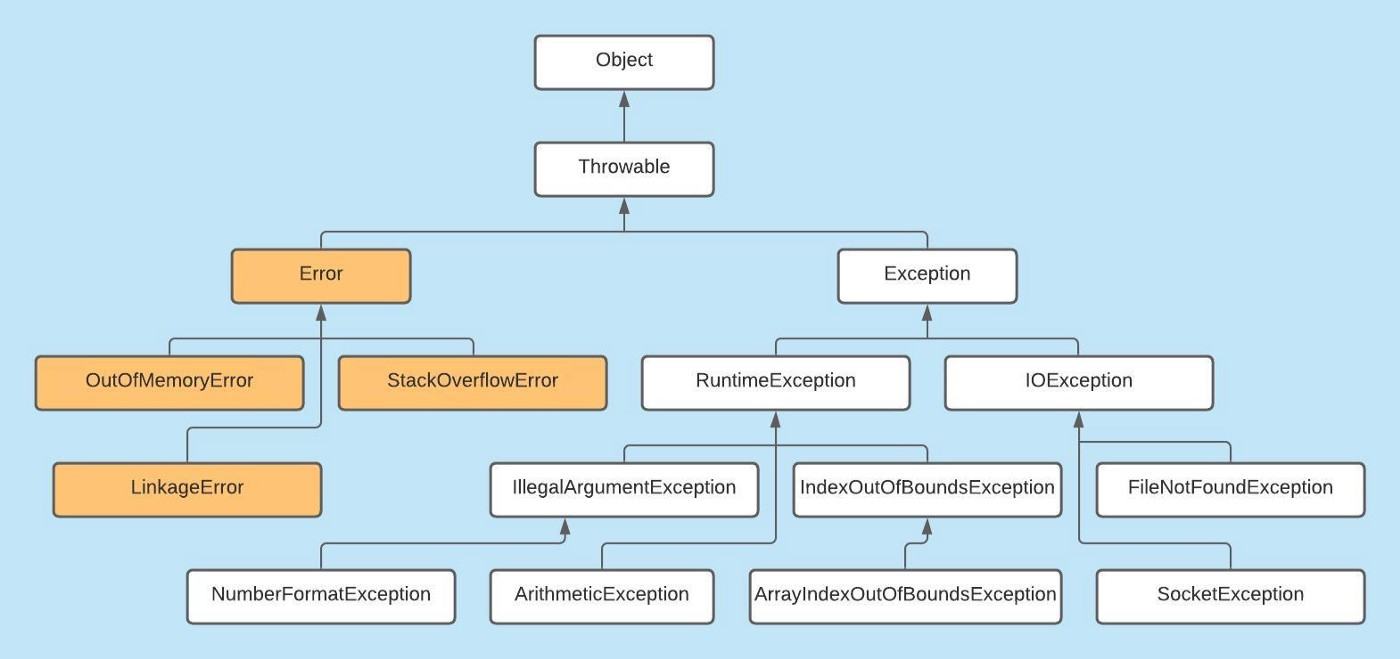 Object
Throwable
Error
Exception
OutOfMemoryError
StackOverflowError
RuntimeException
IOException
LinkageError
IllegalArgumentException
IndexOutOfBoundsException
FileNotFoundException
NumberFormatException
ArithmeticException
ArrayIndexOutOfBoundsException
SocketException